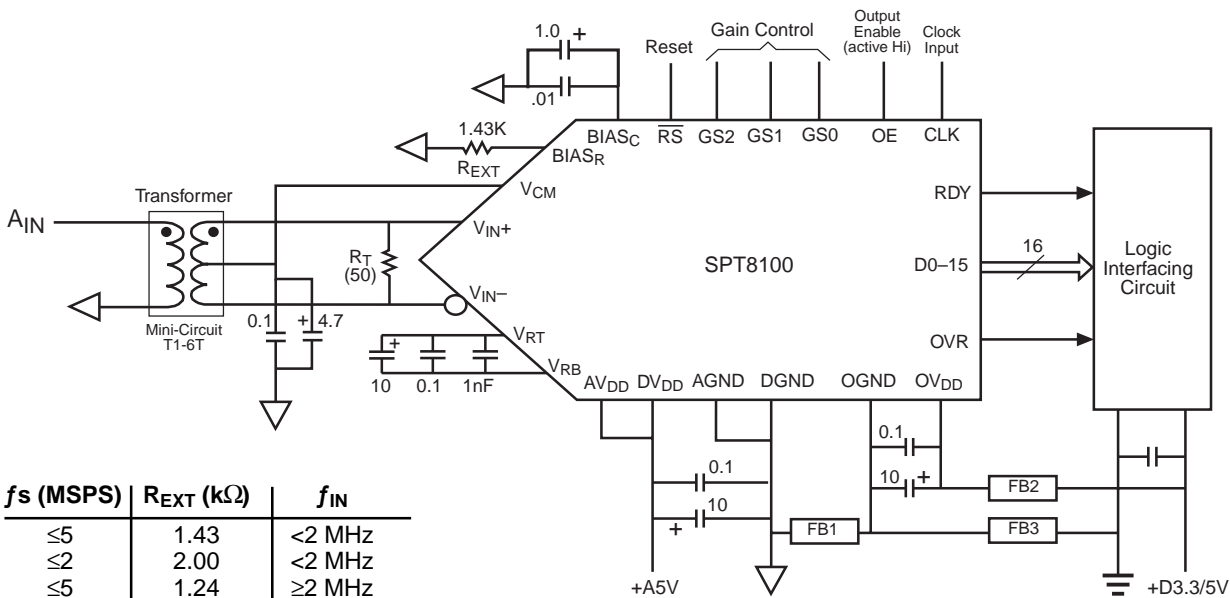 Output
Enable
(active Hi)
Clock
Input
Gain Control
Reset
1.0 +
.01
BIASC RS GS2 GS1 GS0 OE CLK
1.43K
REXT
BIASR
VCM
Transformer
AIN
VIN+
RT
(50)
VIN–
Mini-Circuit
T1-6T
0.1 + 4.7
VRT
+
10 0.1 1nF
VRB
SPT8100
RDY
16
D0–15
OVR
Logic
Interfacing
Circuit
AVDD DVDD AGND DGND OGND OVDD
0.1
10
+
0.1
10 +
FB1
FB2
FB3
+A5V
+D3.3/5V
fs (MSPS) REXT (kΩ) fIN
≤5 1.43 <2 MHz
≤2 2.00 <2 MHz
≤5 1.24 ≥2 MHz